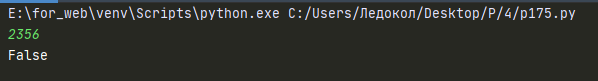 E:\for_web\venv\Scripts\python.exe C:/Users/Ледокол/Desktop/P/4/p175.py
2356
False